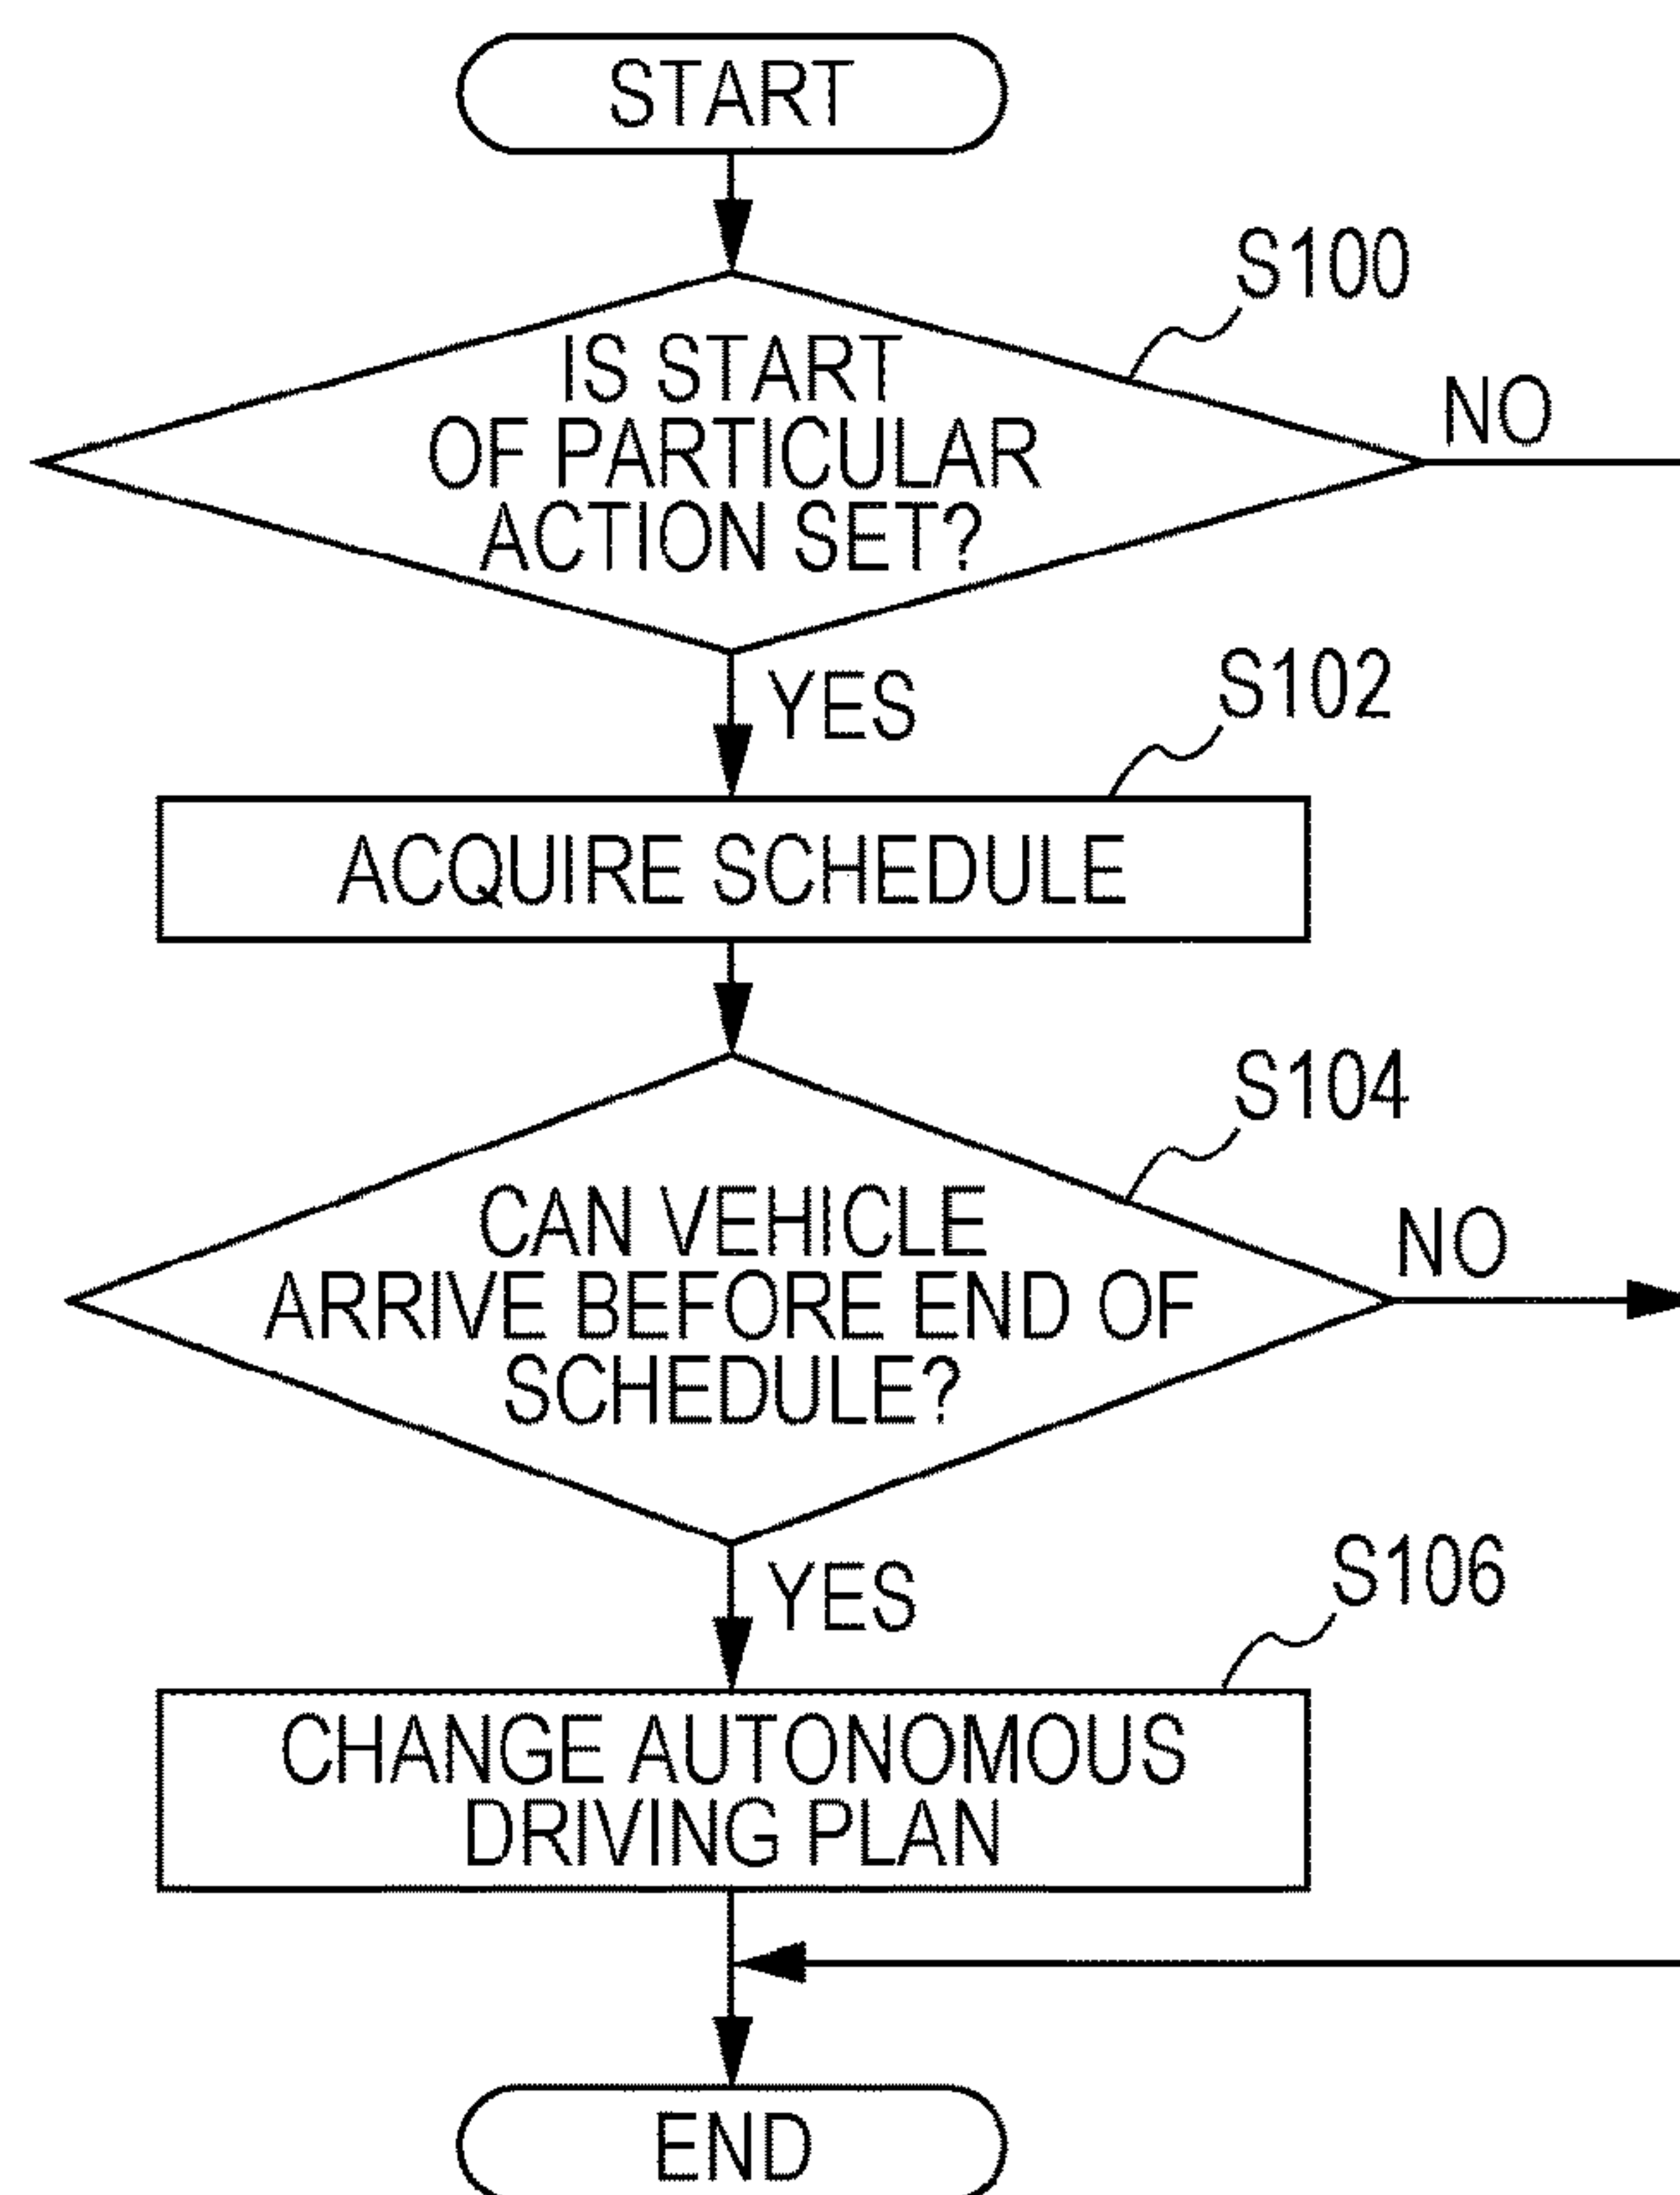 START
S100
IS START
OF PARTICULAR
ACTION SET?
NO
YES
S102
ACQUIRE SCHEDULE
S104
CAN VEHICLE
ARRIVE BEFORE END OF
SCHEDULE?
NO
YES
S106
CHANGE AUTONOMOUS
DRIVING PLAN
END